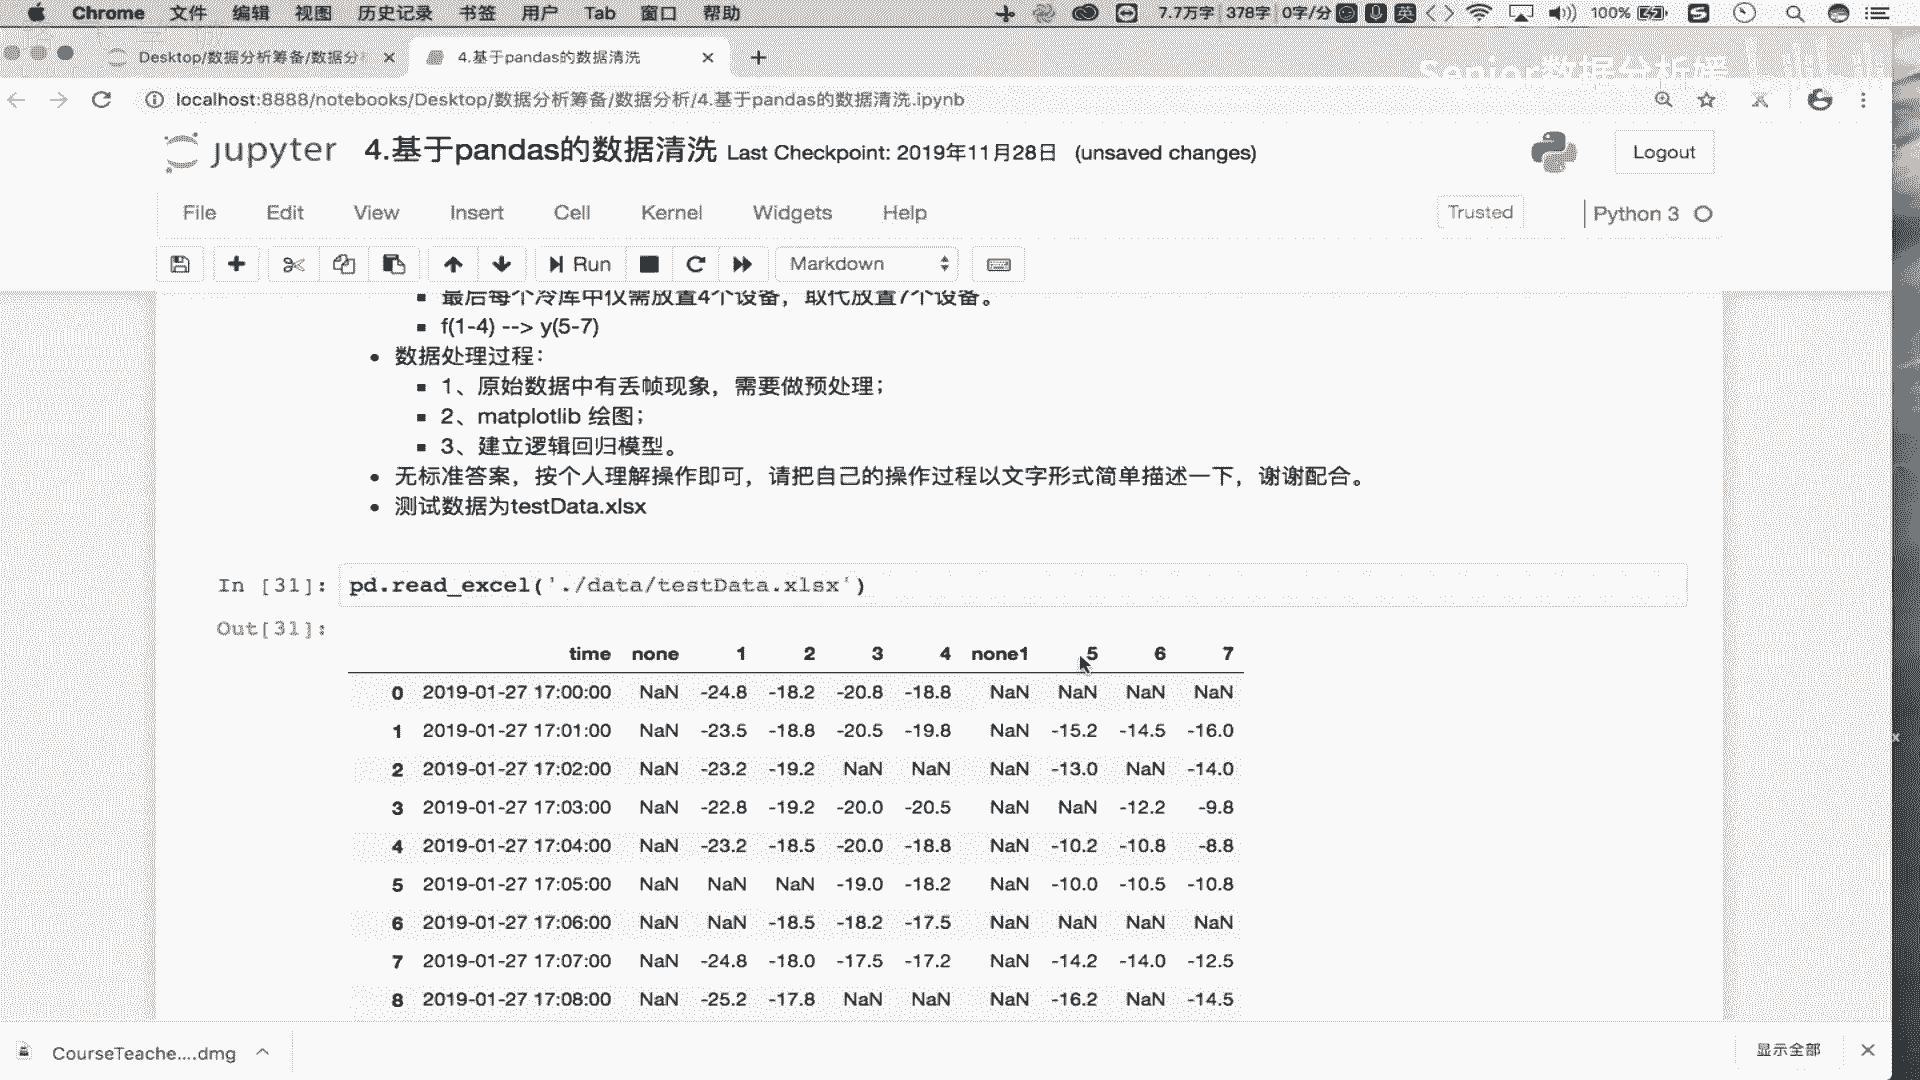 Chrome 文件 编辑 视图 历史记录 书签 用户 Tab 窗口 帮助 7.7万字 378字 0字/分 英 100%
Desktop/数据分析筹备/数据分 4.基于pandas的数据清洗
Senior数据分析媛
localhost:8888/notebooks/Desktop/数据分析筹备/数据分析/4.基于pandas的数据清洗.ipynb
jupyter 4.基于pandas的数据清洗 Last Checkpoint: 2019年11月28日 (unsaved changes) Logout
File Edit View Insert Cell Kernel Widgets Help Trusted Python 3
Run Markdown
最后每个冷库中仅需放置4个设备，取代放置7个设备。
f(1-4) --> y(5-7)
数据处理过程：
1、原始数据中有丢帧现象，需要做预处理；
2、matplotlib 绘图；
3、建立逻辑回归模型。
无标准答案，按个人理解操作即可，请把自己的操作过程以文字形式简单描述一下，谢谢配合。
测试数据为testData.xlsx
In [31]: pd.read_excel('./data/testData.xlsx')
Out[31]:
time none 1 2 3 4 none1 5 6 7
0 2019-01-27 17:00:00 NaN -24.8 -18.2 -20.8 -18.8 NaN NaN NaN NaN
1 2019-01-27 17:01:00 NaN -23.5 -18.8 -20.5 -19.8 NaN -15.2 -14.5 -16.0
2 2019-01-27 17:02:00 NaN -23.2 -19.2 NaN NaN NaN -13.0 NaN -14.0
3 2019-01-27 17:03:00 NaN -22.8 -19.2 -20.0 -20.5 NaN NaN -12.2 -9.8
4 2019-01-27 17:04:00 NaN -23.2 -18.5 -20.0 -18.8 NaN -10.2 -10.8 -8.8
5 2019-01-27 17:05:00 NaN NaN NaN -19.0 -18.2 NaN -10.0 -10.5 -10.8
6 2019-01-27 17:06:00 NaN NaN -18.5 -18.2 -17.5 NaN NaN NaN NaN
7 2019-01-27 17:07:00 NaN -24.8 -18.0 -17.5 -17.2 NaN -14.2 -14.0 -12.5
8 2019-01-27 17:08:00 NaN -25.2 -17.8 NaN NaN NaN -16.2 NaN -14.5
CourseTeache....dmg 显示全部